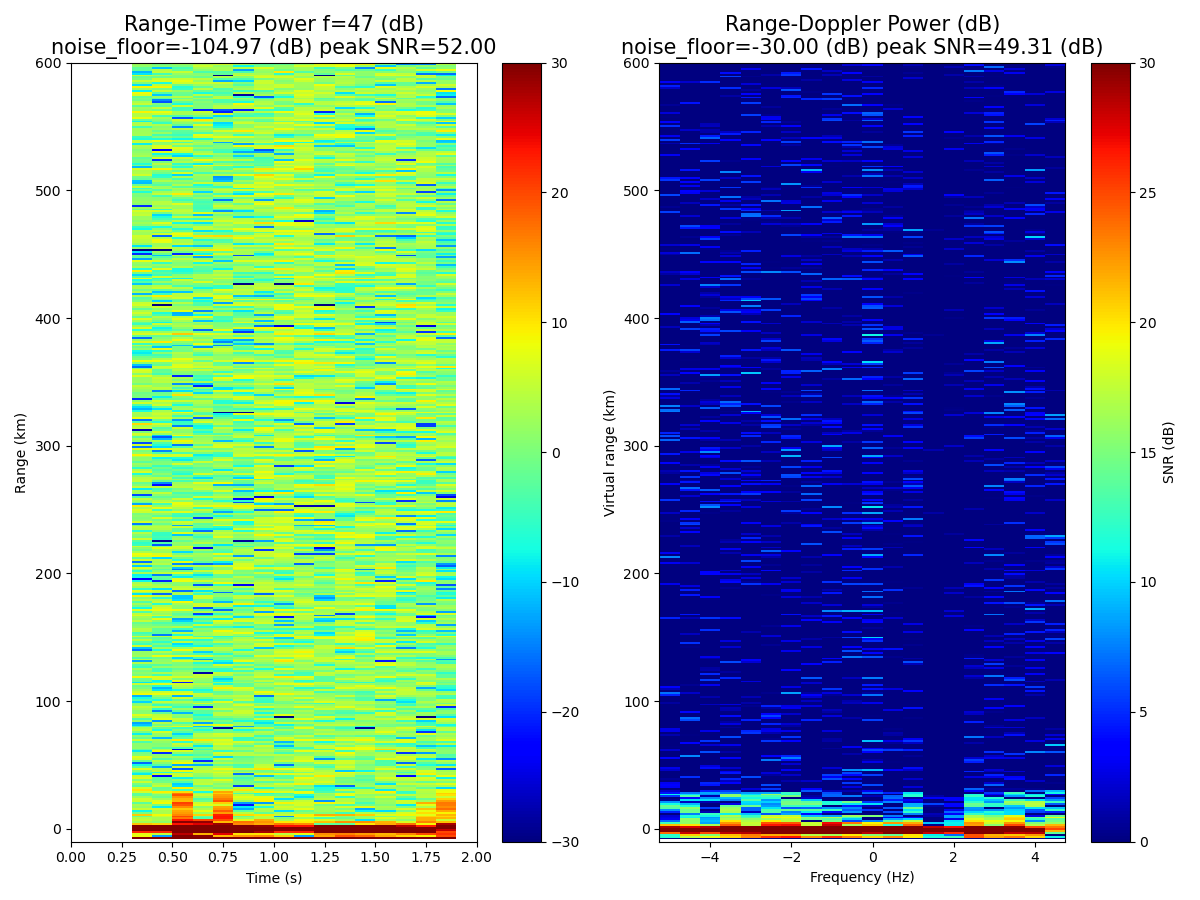 Range-Time Power f=47 (dB)
noise_floor=-104.97 (dB) peak SNR=52.00
600
500
400
300
200
100
0
Range (km)
0.00 0.25 0.50 0.75 1.00 1.25 1.50 1.75 2.00
Time (s)
30
20
10
0
−10
−20
−30
Range-Doppler Power (dB)
noise_floor=-30.00 (dB) peak SNR=49.31 (dB)
600
500
400
300
200
100
0
Virtual range (km)
−4 −2 0 2 4
Frequency (Hz)
30
25
20
15
10
5
0
SNR (dB)